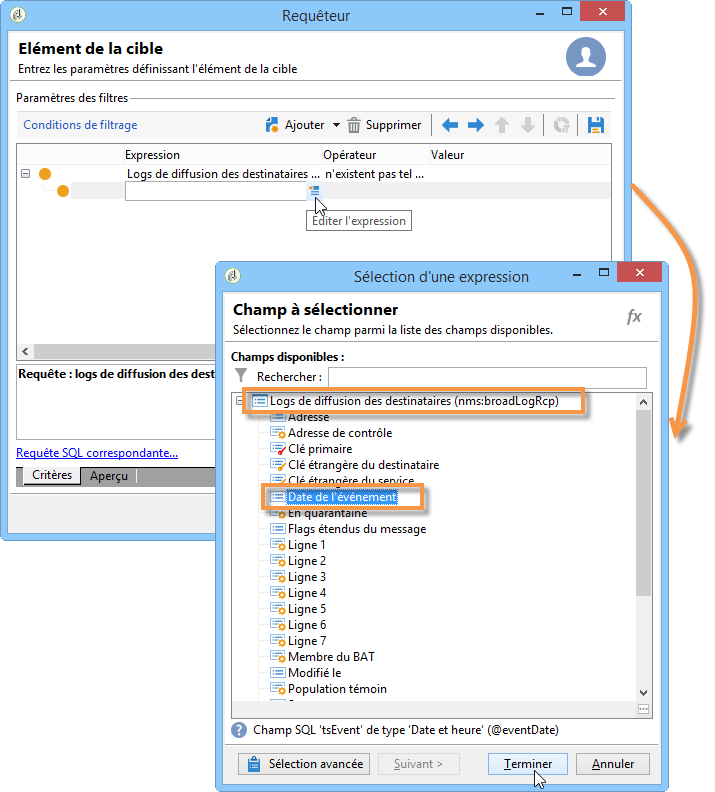 Requêteur
Elément de la cible
Entrez les paramètres définissant l'élément de la cible
Paramètres des filtres
Conditions de filtrage
Ajouter
Supprimer
Expression Opérateur Valeur
Logs de diffusion des destinataires ... n'existent pas tel ...
Editer l'expression
Requête : logs de diffusion des dest
Requête SQL correspondante...
Critères Aperçu
Sélection d'une expression
Champ à sélectionner
Sélectionnez le champ parmi la liste des champs disponibles.
fx
Champs disponibles :
Rechercher :
Logs de diffusion des destinataires (nms:broadLogRcp)
Adresse
Adresse de contrôle
Clé primaire
Clé étrangère du destinataire
Clé étrangère du service
Date de l'événement
En quarantaine
Flags étendus du message
Ligne 1
Ligne 2
Ligne 3
Ligne 4
Ligne 5
Ligne 6
Ligne 7
Membre du BAT
Modifié le
Population témoin
Champ SQL 'tsEvent' de type 'Date et heure' (@eventDate)
Sélection avancée
Suivant >
Terminer
Annuler